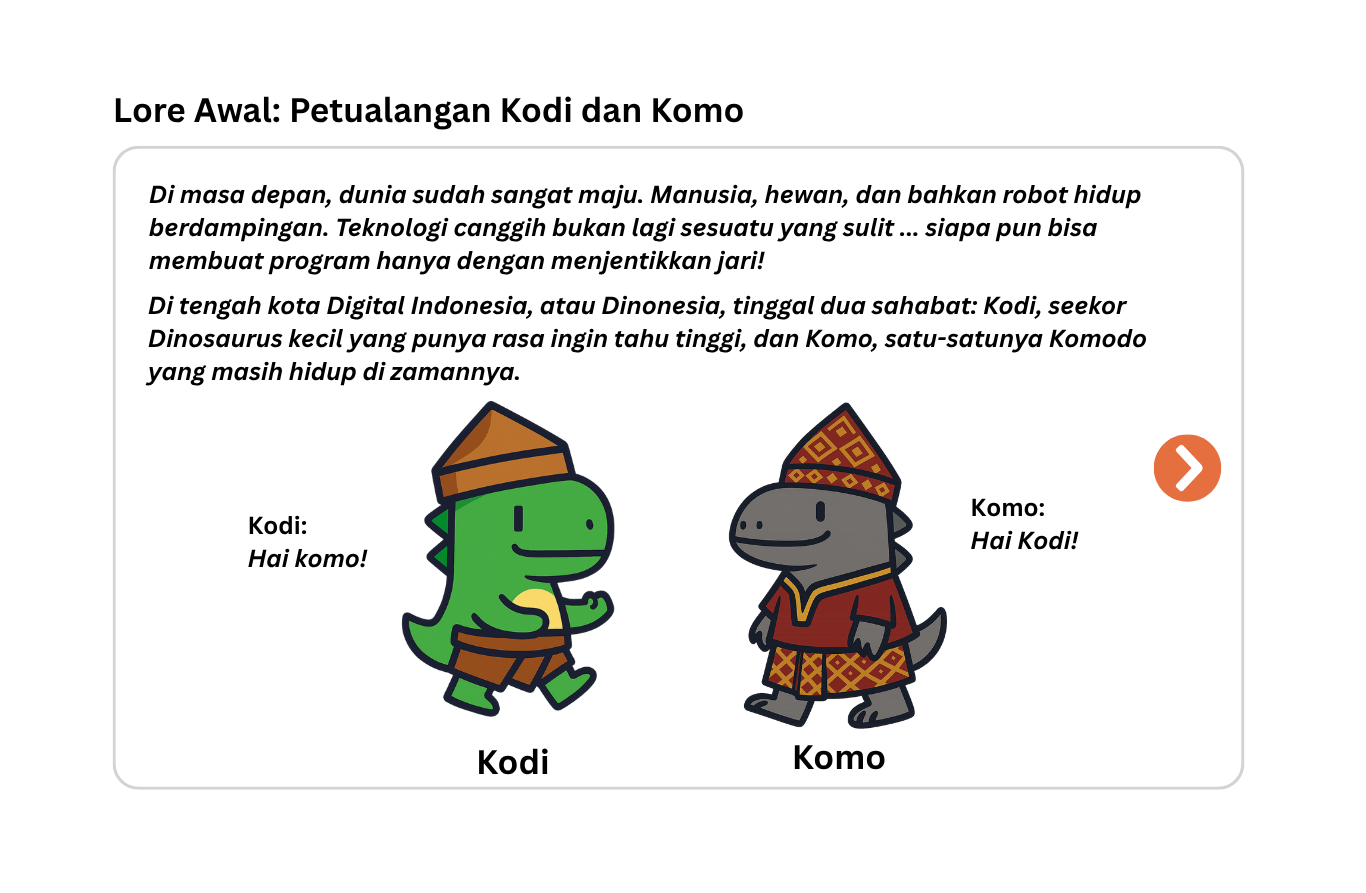 Lore Awal: Petualangan Kodi dan Komo
Di masa depan, dunia sudah sangat maju. Manusia, hewan, dan bahkan robot hidup
berdampingan. Teknologi canggih bukan lagi sesuatu yang sulit ... siapa pun bisa
membuat program hanya dengan menjentikkan jari!
Di tengah kota Digital Indonesia, atau Dinonesia, tinggal dua sahabat: Kodi, seekor
Dinosaurus kecil yang punya rasa ingin tahu tinggi, dan Komo, satu-satunya Komodo
yang masih hidup di zamannya.
Kodi:
Hai komo!
Komo:
Hai Kodi!
Kodi
Komo